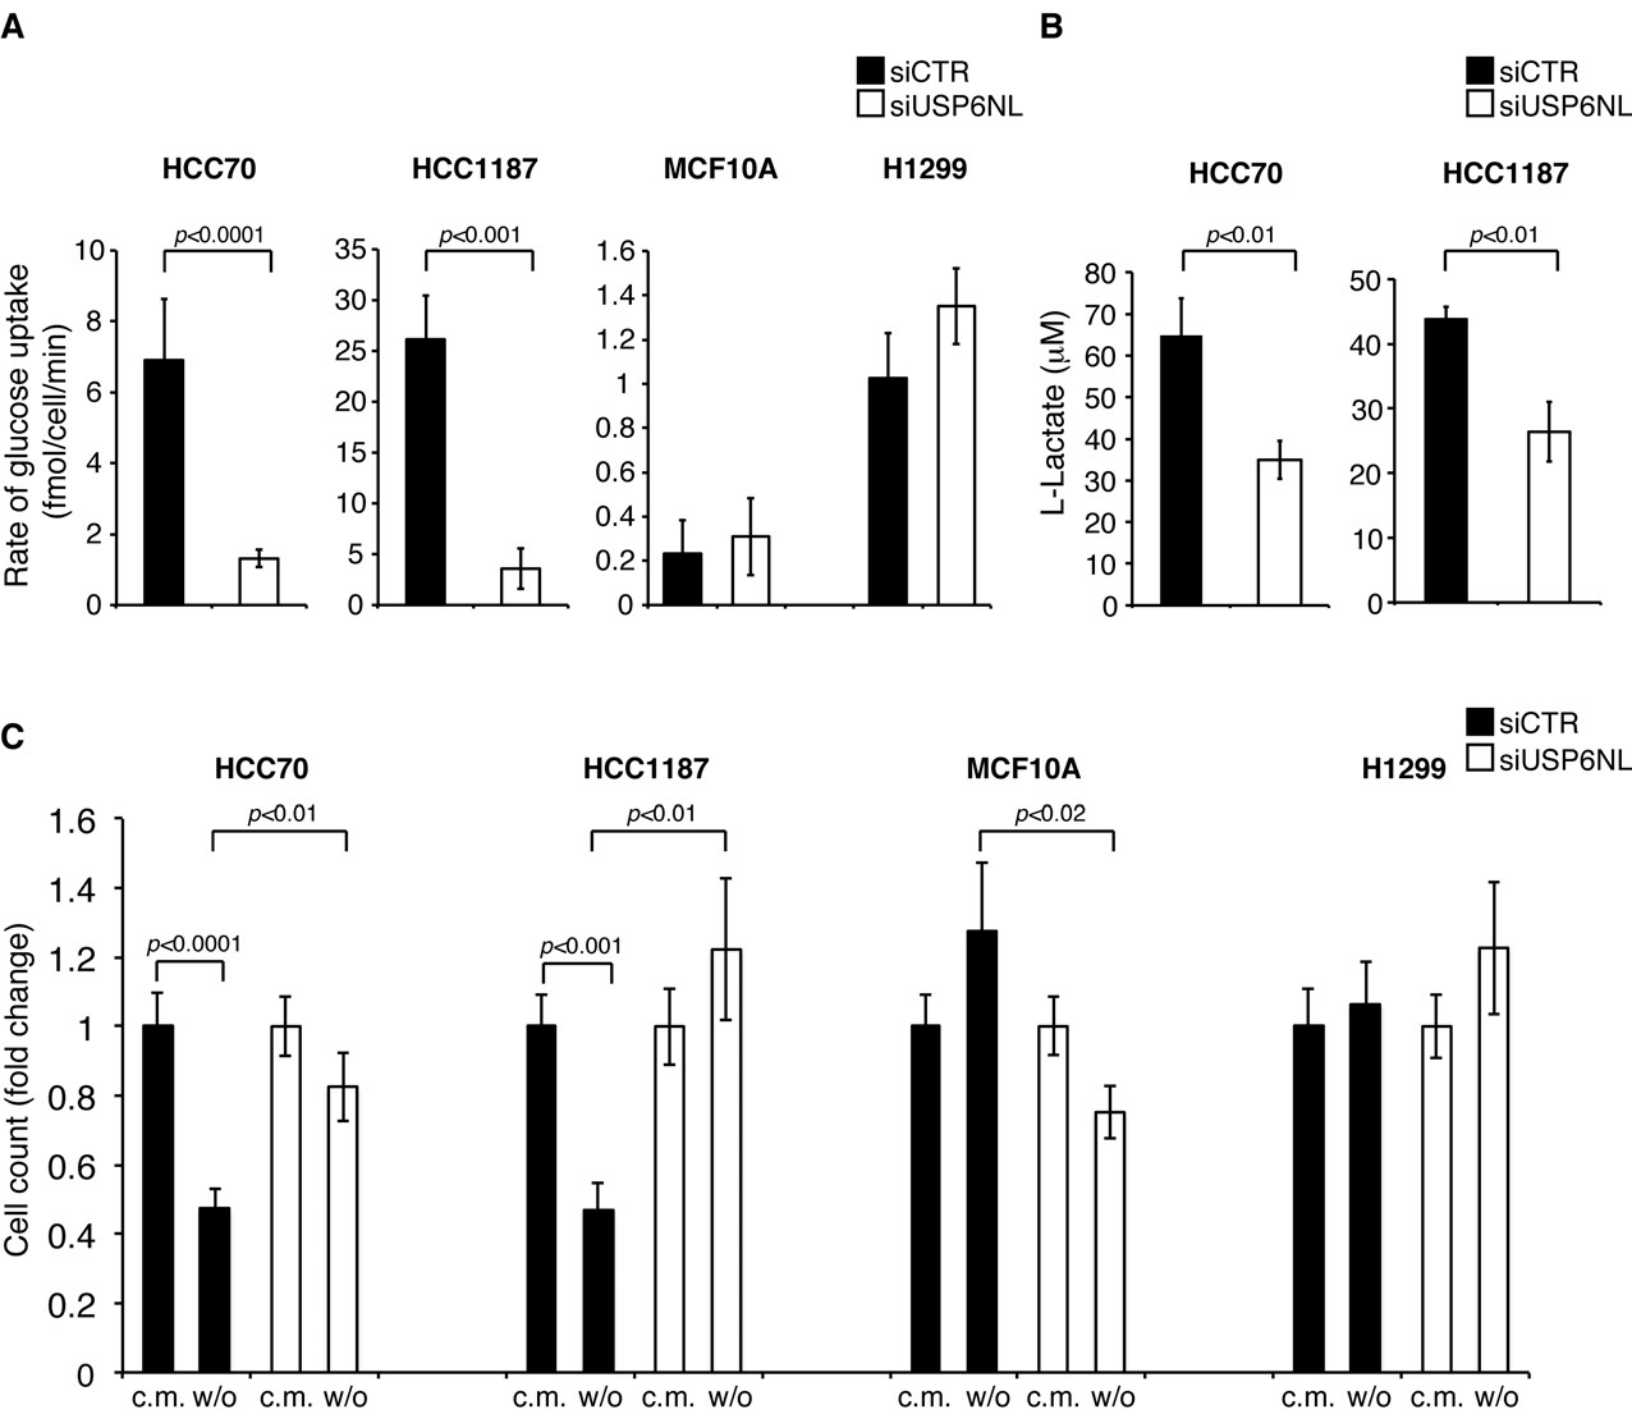 A
B
siCTR
siUSP6NL
siCTR
siUSP6NL
HCC70
HCC1187
MCF10A
H1299
HCC70
HCC1187
p<0.0001
p<0.001
p<0.01
p<0.01
Rate of glucose uptake
(fmol/cell/min)
10
8
6
4
2
0
35
30
25
20
15
10
5
0
1.6
1.4
1.2
1
0.8
0.6
0.4
0.2
0
L-Lactate (µM)
80
70
60
50
40
30
20
10
0
50
40
30
20
10
0
C
siCTR
siUSP6NL
HCC70
HCC1187
MCF10A
H1299
p<0.01
p<0.01
p<0.02
p<0.0001
p<0.001
Cell count (fold change)
1.6
1.4
1.2
1
0.8
0.6
0.4
0.2
0
c.m. w/o c.m. w/o c.m. w/o c.m. w/o c.m. w/o c.m. w/o c.m. w/o c.m. w/o